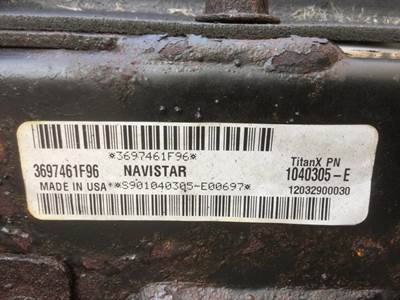 *3697461F96*
TitanX PN
3697461F96 NAVISTAR 1040305-E
MADE IN USA **S901040305-E00697* 12032900030